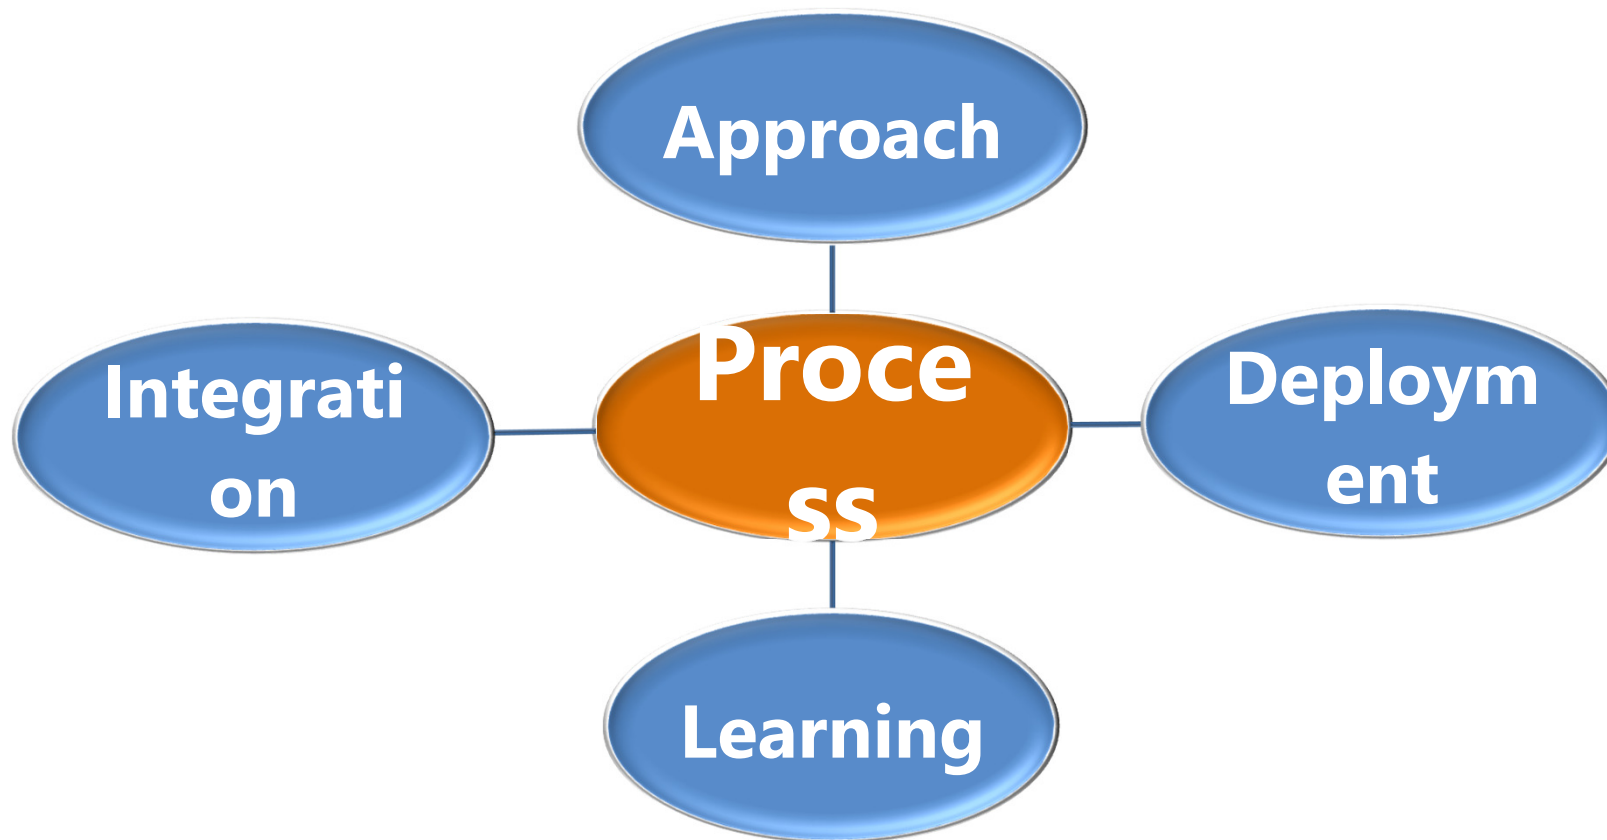 Approach
Integrati
on
Proce
ss
Deploym
ent
Learning